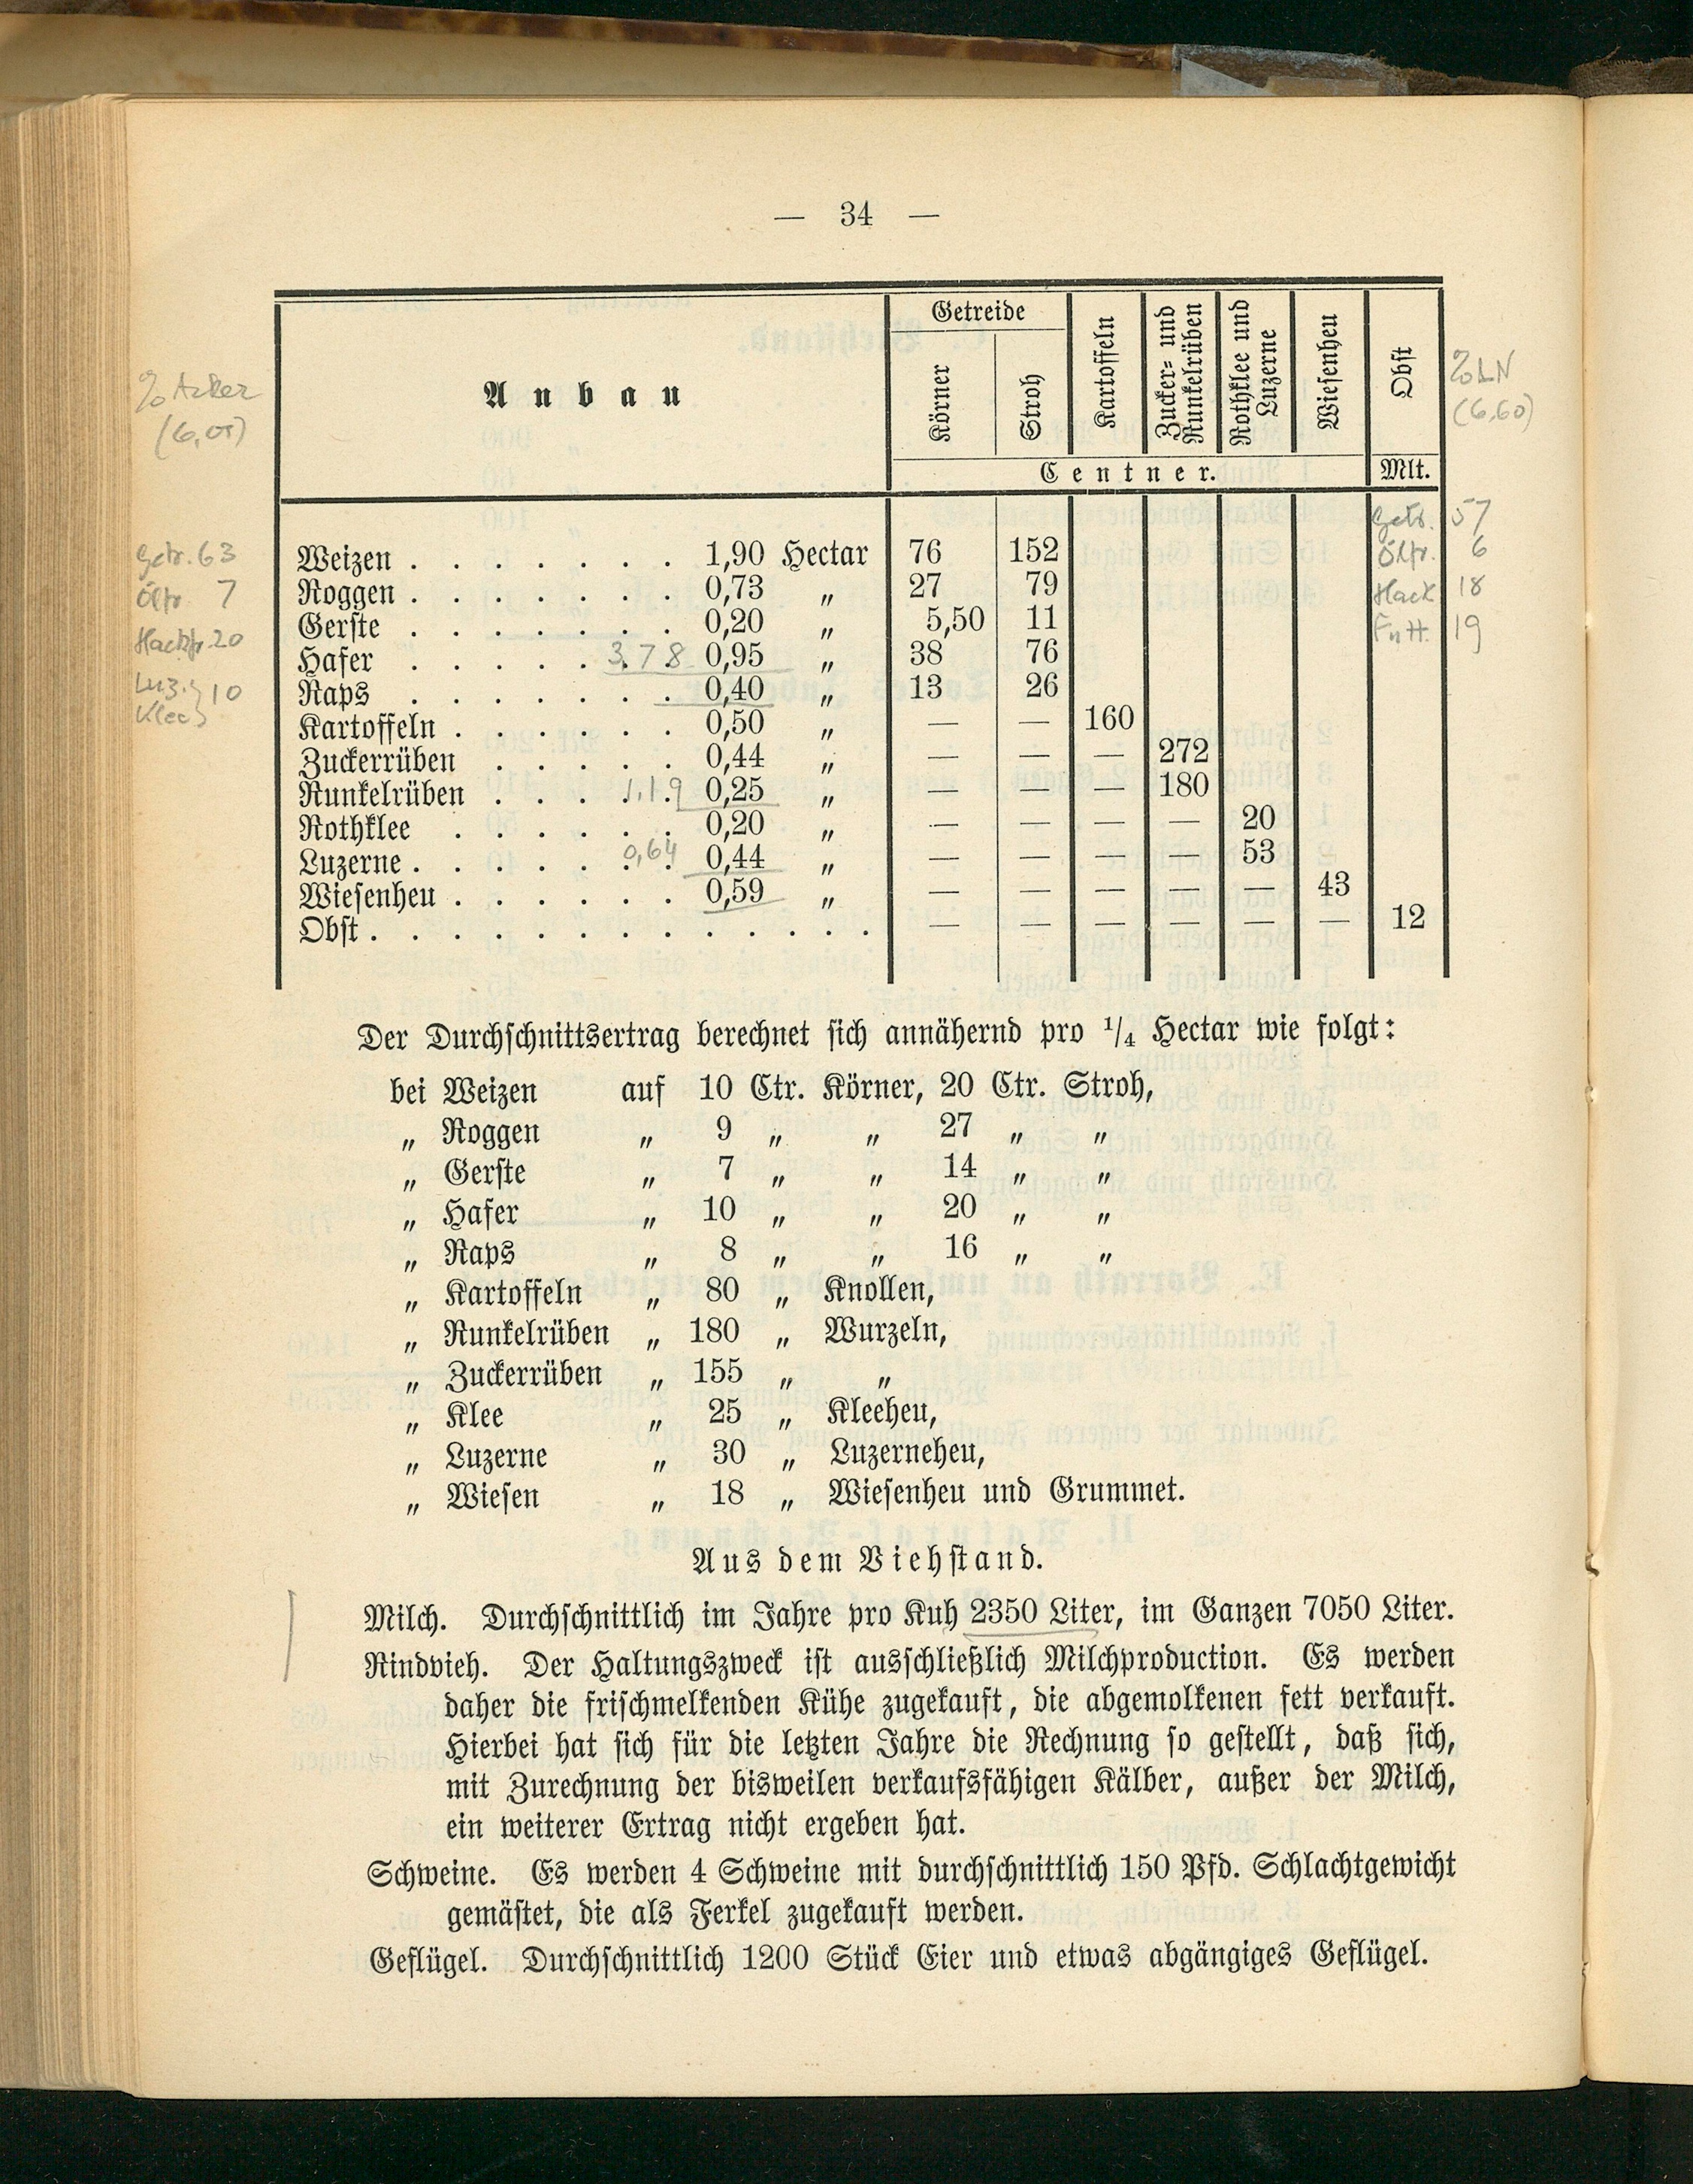 — 34 —
Anbau
Getreide
Körner
Stroh
Kartoffeln
Zucker- und
Runkelrüben
Rothklee und
Luzerne
Wiesenheu
Obst
Centner.
Mlt.
% Acker
(6,01)
% LN
(6,60)
Getr. 57
Ölfr. 6
Hack 18
Futt. 19
Getr. 63
Ölfr. 7
Hackfr. 20
Luz. } 10
Klee
Weizen . . . . . . . 1,90 Hectar 76 152
Roggen . . . . . . . 0,73 „ 27 79
Gerste . . . . . . . 0,20 „ 5,50 11
Hafer . . . . . 3,78 0,95 „ 38 76
Raps . . . . . . . 0,40 „ 13 26
Kartoffeln . . . . . . 0,50 „ — — 160
Zuckerrüben . . . . . 0,44 „ — — — 272
Runkelrüben . . . 1,19 0,25 „ — — — 180
Rothklee . . . . . . 0,20 „ — — — — 20
Luzerne . . . . . 0,64 0,44 „ — — — — 53
Wiesenheu . . . . . . 0,59 „ — — — — — 43
Obst . . . . . . . . . . . . — — — — — — 12
Der Durchschnittsertrag berechnet sich annähernd pro 1/4 Hectar wie folgt:
bei Weizen auf 10 Ctr. Körner, 20 Ctr. Stroh,
„ Roggen „ 9 „ „ 27 „ „
„ Gerste „ 7 „ „ 14 „ „
„ Hafer „ 10 „ „ 20 „ „
„ Raps „ 8 „ „ 16 „ „
„ Kartoffeln „ 80 „ Knollen,
„ Runkelrüben „ 180 „ Wurzeln,
„ Zuckerrüben „ 155 „ „
„ Klee „ 25 „ Kleeheu,
„ Luzerne „ 30 „ Luzerneheu,
„ Wiesen „ 18 „ Wiesenheu und Grummet.
Aus dem Viehstand.
Milch. Durchschnittlich im Jahre pro Kuh 2350 Liter, im Ganzen 7050 Liter.
Rindvieh. Der Haltungszweck ist ausschließlich Milchproduction. Es werden
daher die frischmelkenden Kühe zugekauft, die abgemolkenen fett verkauft.
Hierbei hat sich für die letzten Jahre die Rechnung so gestellt, daß sich,
mit Zurechnung der bisweilen verkaufsfähigen Kälber, außer der Milch,
ein weiterer Ertrag nicht ergeben hat.
Schweine. Es werden 4 Schweine mit durchschnittlich 150 Pfd. Schlachtgewicht
gemästet, die als Ferkel zugekauft werden.
Geflügel. Durchschnittlich 1200 Stück Eier und etwas abgängiges Geflügel.